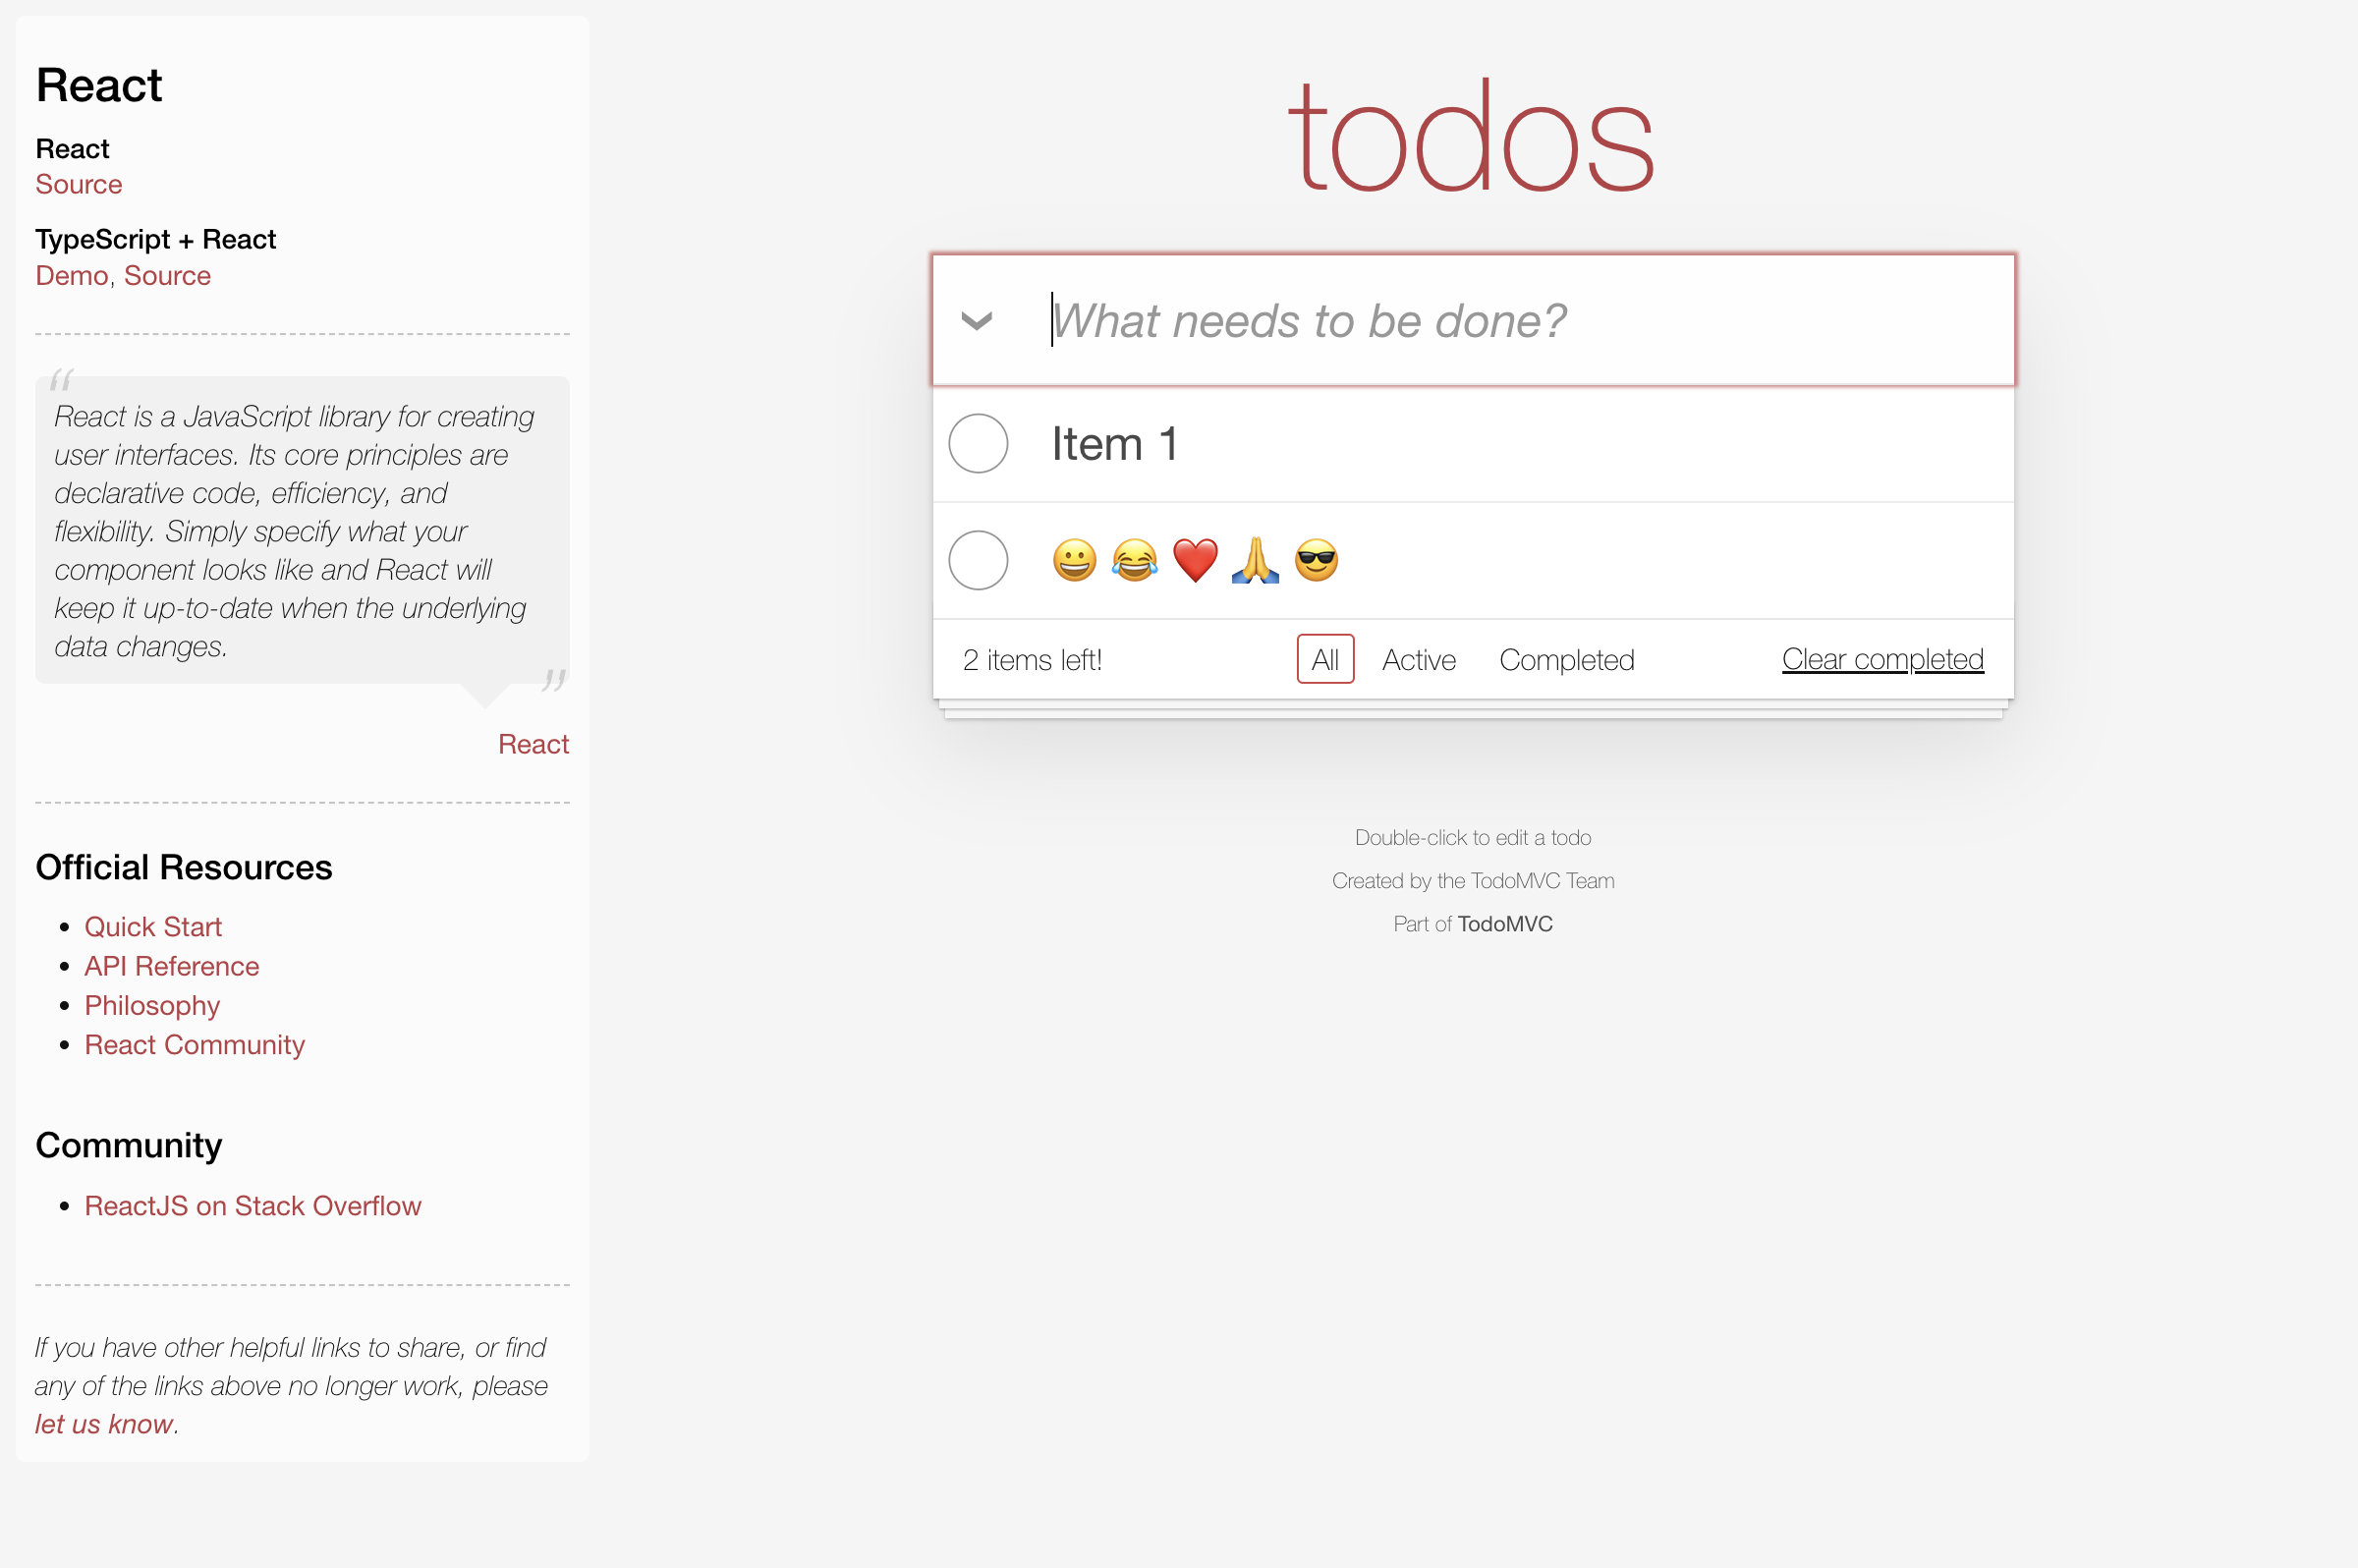 React
React
Source
TypeScript + React
Demo, Source
“
React is a JavaScript library for creating
user interfaces. Its core principles are
declarative code, efficiency, and
flexibility. Simply specify what your
component looks like and React will
keep it up-to-date when the underlying
data changes.
”
React
Official Resources
• Quick Start
• API Reference
• Philosophy
• React Community
Community
• ReactJS on Stack Overflow
If you have other helpful links to share, or find
any of the links above no longer work, please
let us know.
todos
What needs to be done?
Item 1
😀 😂 ❤️ 🙏 😎
2 items left! All Active Completed Clear completed
Double-click to edit a todo
Created by the TodoMVC Team
Part of TodoMVC